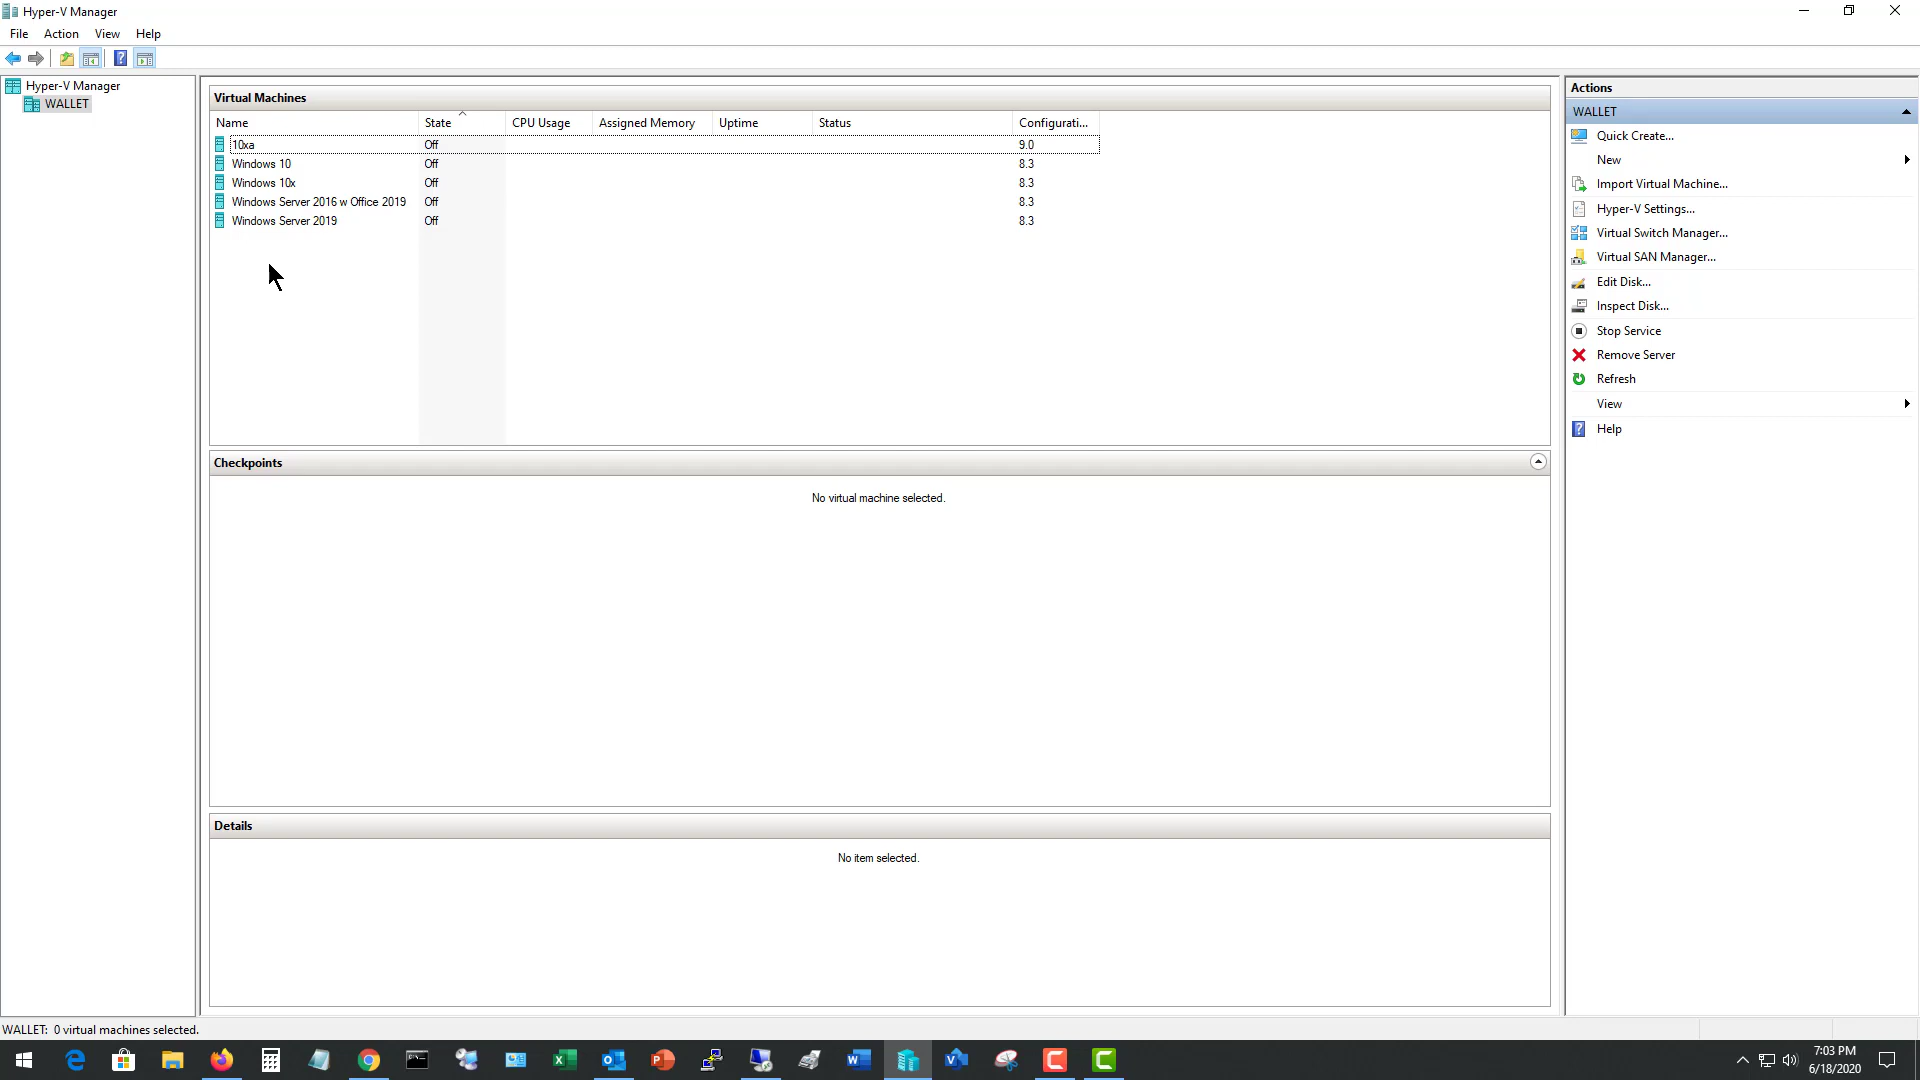 Hyper-V Manager
File Action View Help
Hyper-V Manager
WALLET
Virtual Machines
Name State CPU Usage Assigned Memory Uptime Status Configurati...
10xa Off 9.0
Windows 10 Off 8.3
Windows 10x Off 8.3
Windows Server 2016 w Office 2019 Off 8.3
Windows Server 2019 Off 8.3
Checkpoints
No virtual machine selected.
Details
No item selected.
Actions
WALLET
Quick Create...
New
Import Virtual Machine...
Hyper-V Settings...
Virtual Switch Manager...
Virtual SAN Manager...
Edit Disk...
Inspect Disk...
Stop Service
Remove Server
Refresh
View
Help
WALLET: 0 virtual machines selected.
7:03 PM
6/18/2020